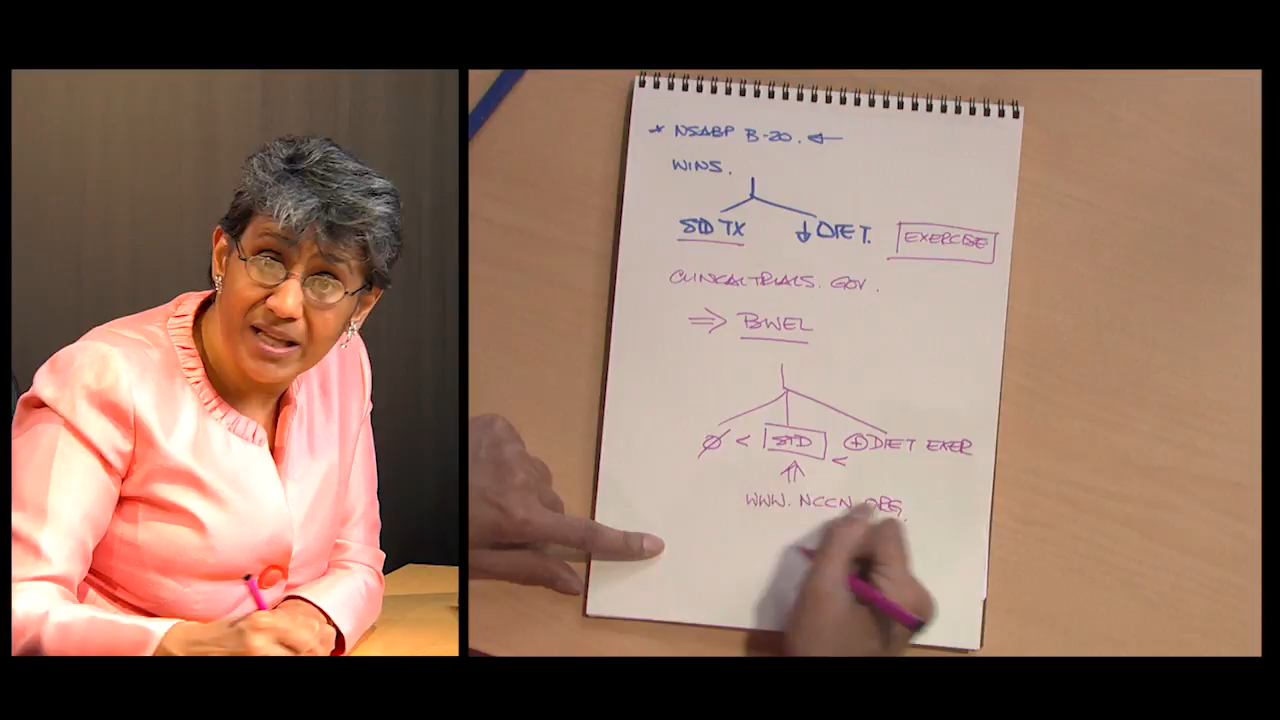 * NSABP B-20. ←
WINS.
STD TX ↓ DIET. EXERCISE
CLINICALTRIALS. GOV.
⇒ BWEL
Ø < STD < ⊕ DIET EXER
WWW. NCCN.ORG.